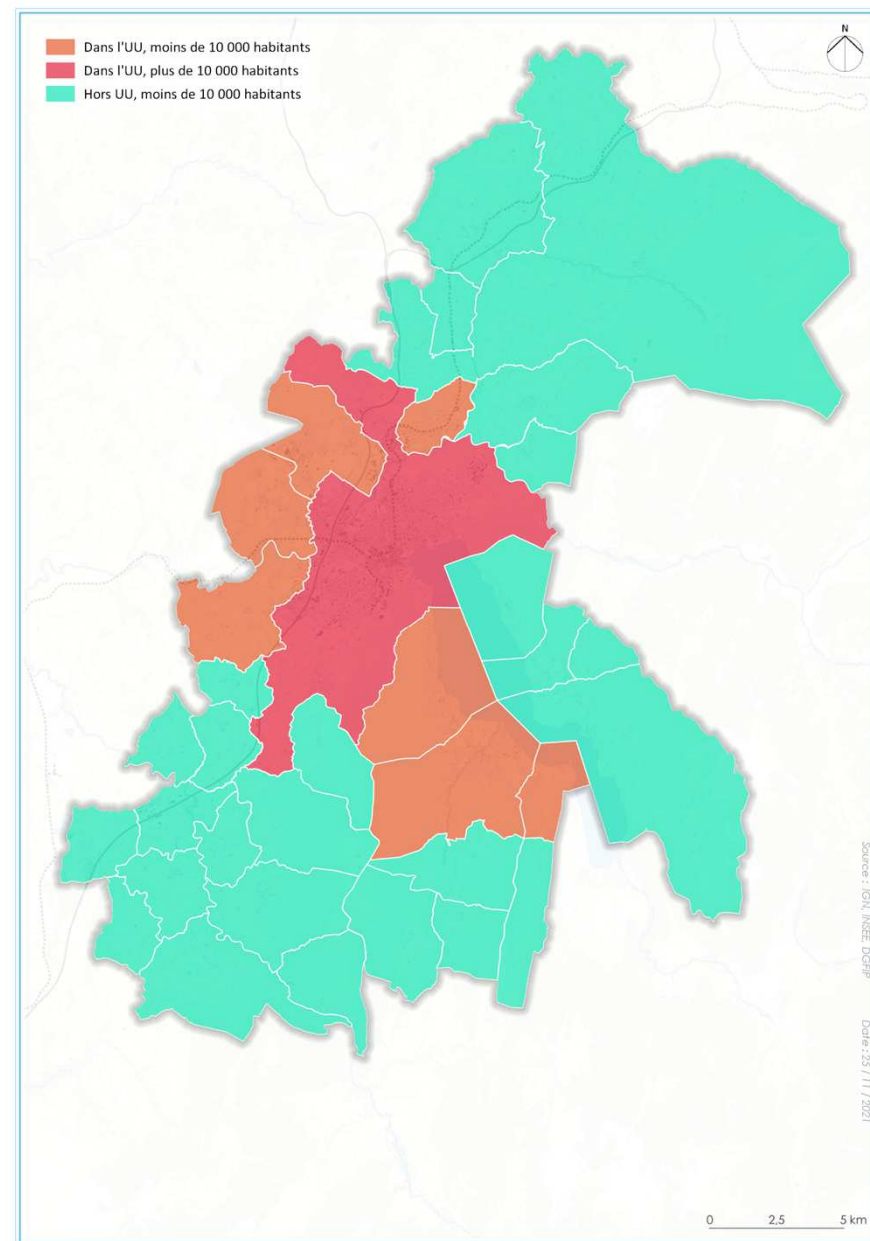 Dans l'UU, moins de 10 000 habitants
Dans l'UU, plus de 10 000 habitants
Hors UU, moins de 10 000 habitants
N
Source : IGN, INSEE, DGFIP
Date : 25 / 11 / 2021
0 2,5 5 km